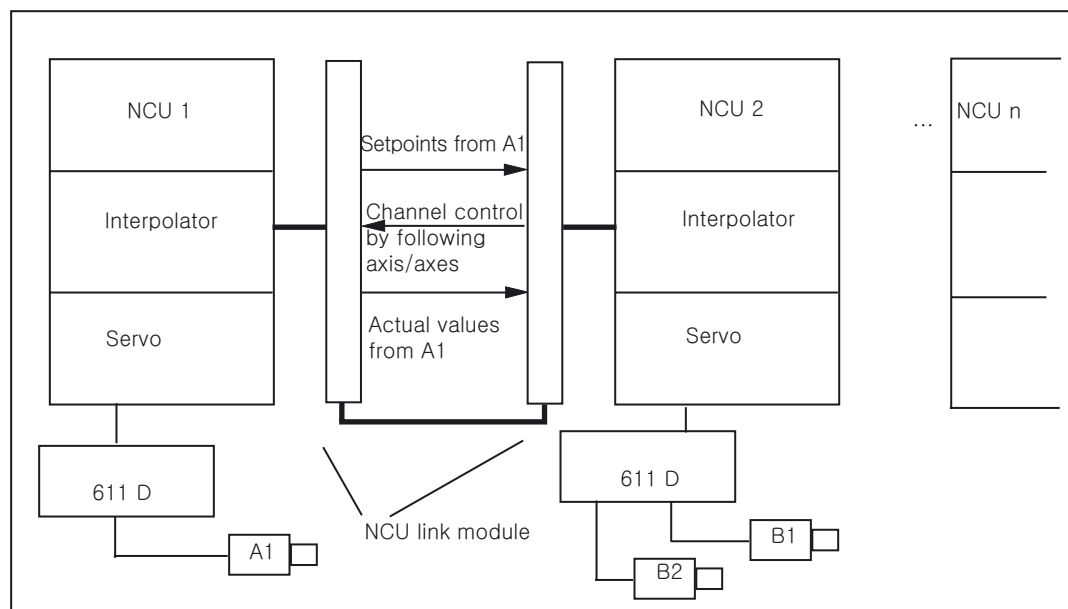 NCU 1
NCU 2
...
NCU n
Setpoints from A1
Interpolator
Channel control
by following
axis/axes
Interpolator
Servo
Actual values
from A1
Servo
611 D
611 D
NCU link module
A1
B1
B2